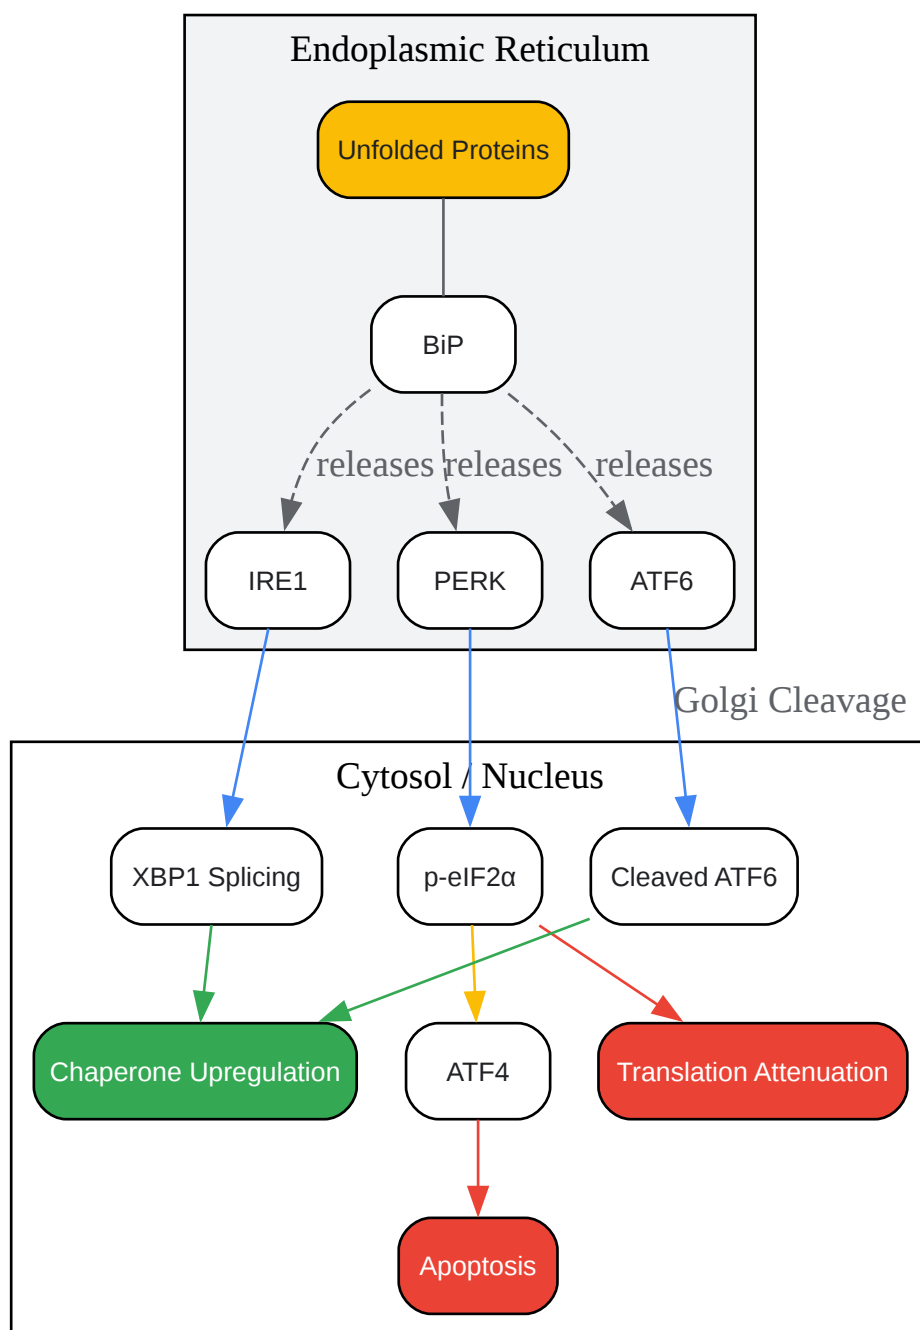 Endoplasmic Reticulum
Unfolded Proteins
BiP
releases
releases
releases
IRE1
PERK
ATF6
Golgi Cleavage
Cytosol / Nucleus
XBP1 Splicing
p-eIF2α
Cleaved ATF6
Chaperone Upregulation
ATF4
Translation Attenuation
Apoptosis